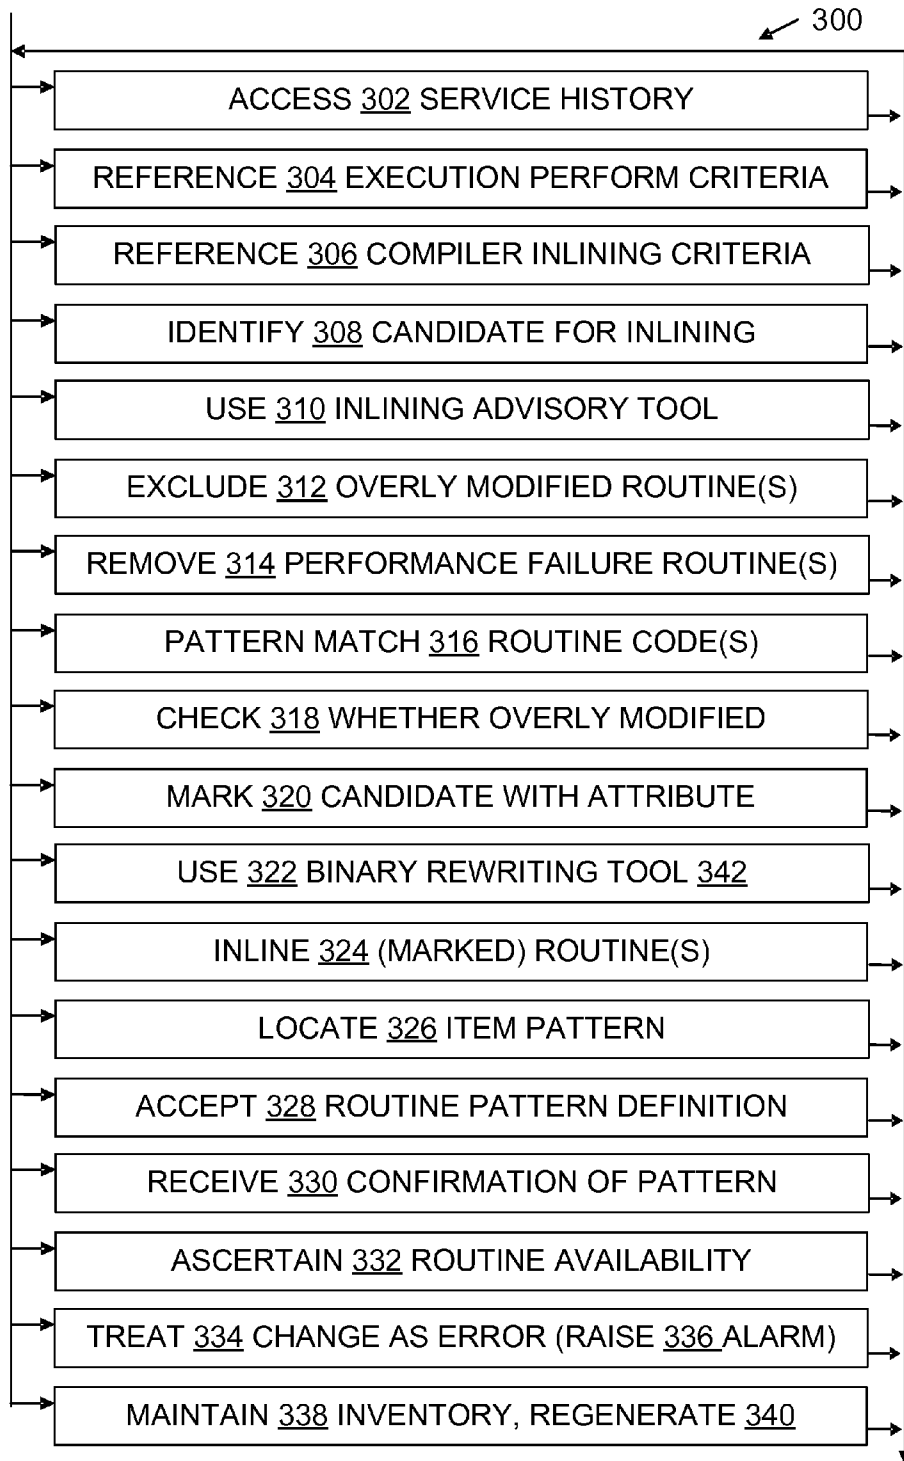 300
ACCESS 302 SERVICE HISTORY
REFERENCE 304 EXECUTION PERFORM CRITERIA
REFERENCE 306 COMPILER INLINING CRITERIA
IDENTIFY 308 CANDIDATE FOR INLINING
USE 310 INLINING ADVISORY TOOL
EXCLUDE 312 OVERLY MODIFIED ROUTINE(S)
REMOVE 314 PERFORMANCE FAILURE ROUTINE(S)
PATTERN MATCH 316 ROUTINE CODE(S)
CHECK 318 WHETHER OVERLY MODIFIED
MARK 320 CANDIDATE WITH ATTRIBUTE
USE 322 BINARY REWRITING TOOL 342
INLINE 324 (MARKED) ROUTINE(S)
LOCATE 326 ITEM PATTERN
ACCEPT 328 ROUTINE PATTERN DEFINITION
RECEIVE 330 CONFIRMATION OF PATTERN
ASCERTAIN 332 ROUTINE AVAILABILITY
TREAT 334 CHANGE AS ERROR (RAISE 336 ALARM)
MAINTAIN 338 INVENTORY, REGENERATE 340